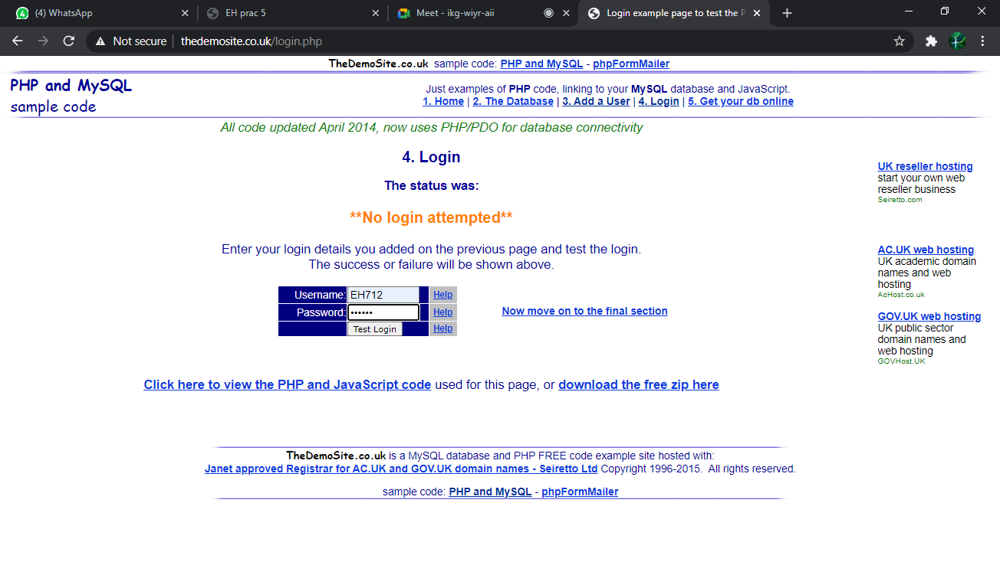 (4) WhatsApp
EH prac 5
Meet - ikg-wiyr-aii
Login example page to test the P
Not secure | thedemosite.co.uk/login.php
TheDemoSite.co.uk sample code: PHP and MySQL - phpFormMailer
PHP and MySQL
sample code
Just examples of PHP code, linking to your MySQL database and JavaScript.
1. Home | 2. The Database | 3. Add a User | 4. Login | 5. Get your db online
All code updated April 2014, now uses PHP/PDO for database connectivity
4. Login
The status was:
**No login attempted**
Enter your login details you added on the previous page and test the login.
The success or failure will be shown above.
Username: EH712 Help
Password: •••••• Help
Test Login Help
Now move on to the final section
Click here to view the PHP and JavaScript code used for this page, or download the free zip here
UK reseller hosting
start your own web
reseller business
Seiretto.com
AC.UK web hosting
UK academic domain
names and web
hosting
AcHost.co.uk
GOV.UK web hosting
UK public sector
domain names and
web hosting
GOVHost.UK
TheDemoSite.co.uk is a MySQL database and PHP FREE code example site hosted with:
Janet approved Registrar for AC.UK and GOV.UK domain names - Seiretto Ltd Copyright 1996-2015. All rights reserved.
sample code: PHP and MySQL - phpFormMailer